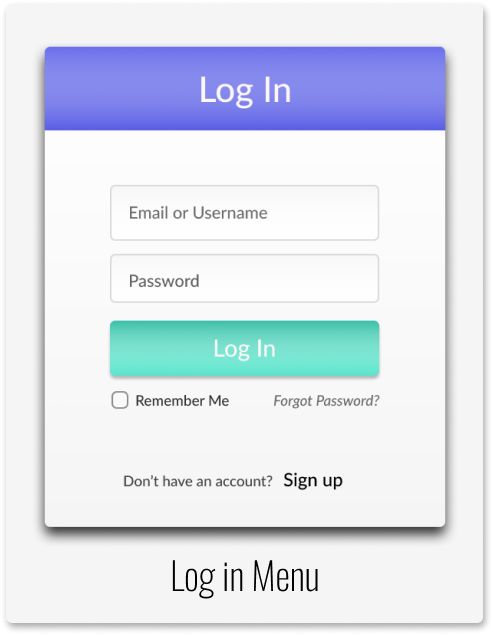 Log In
Email or Username
Password
Log In
Remember Me Forgot Password?
Don't have an account? Sign up
Log in Menu